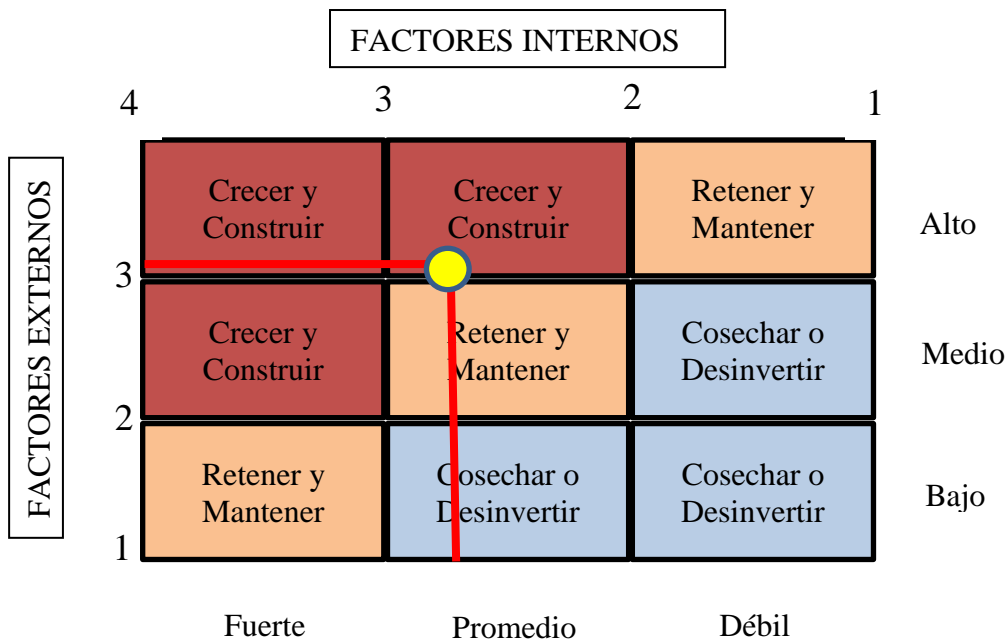 FACTORES INTERNOS
4 3 2 1
FACTORES EXTERNOS
Crecer y
Construir
Crecer y
Construir
Retener y
Mantener
Alto
3
Crecer y
Construir
Retener y
Mantener
Cosechar o
Desinvertir
Medio
2
Retener y
Mantener
Cosechar o
Desinvertir
Cosechar o
Desinvertir
Bajo
1
Fuerte Promedio Débil